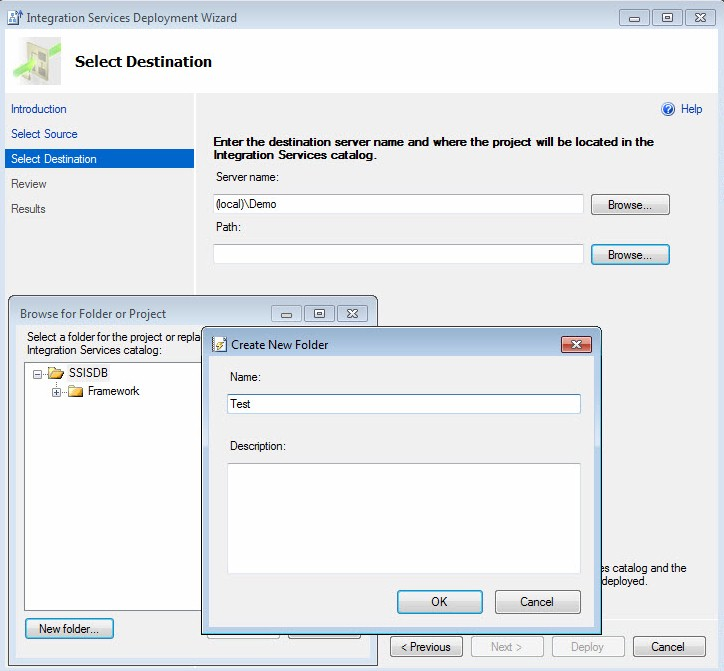 Integration Services Deployment Wizard
Select Destination
Introduction
Select Source
Select Destination
Review
Results
Help
Enter the destination server name and where the project will be located in the
Integration Services catalog.
Server name:
(local)\Demo
Browse...
Path:
Browse...
Browse for Folder or Project
Select a folder for the project or
Integration Services catalog:
SSISDB
Framework
New folder...
Create New Folder
Name:
Test
Description:
OK
Cancel
catalog and the
deployed.
< Previous
Next >
Deploy
Cancel